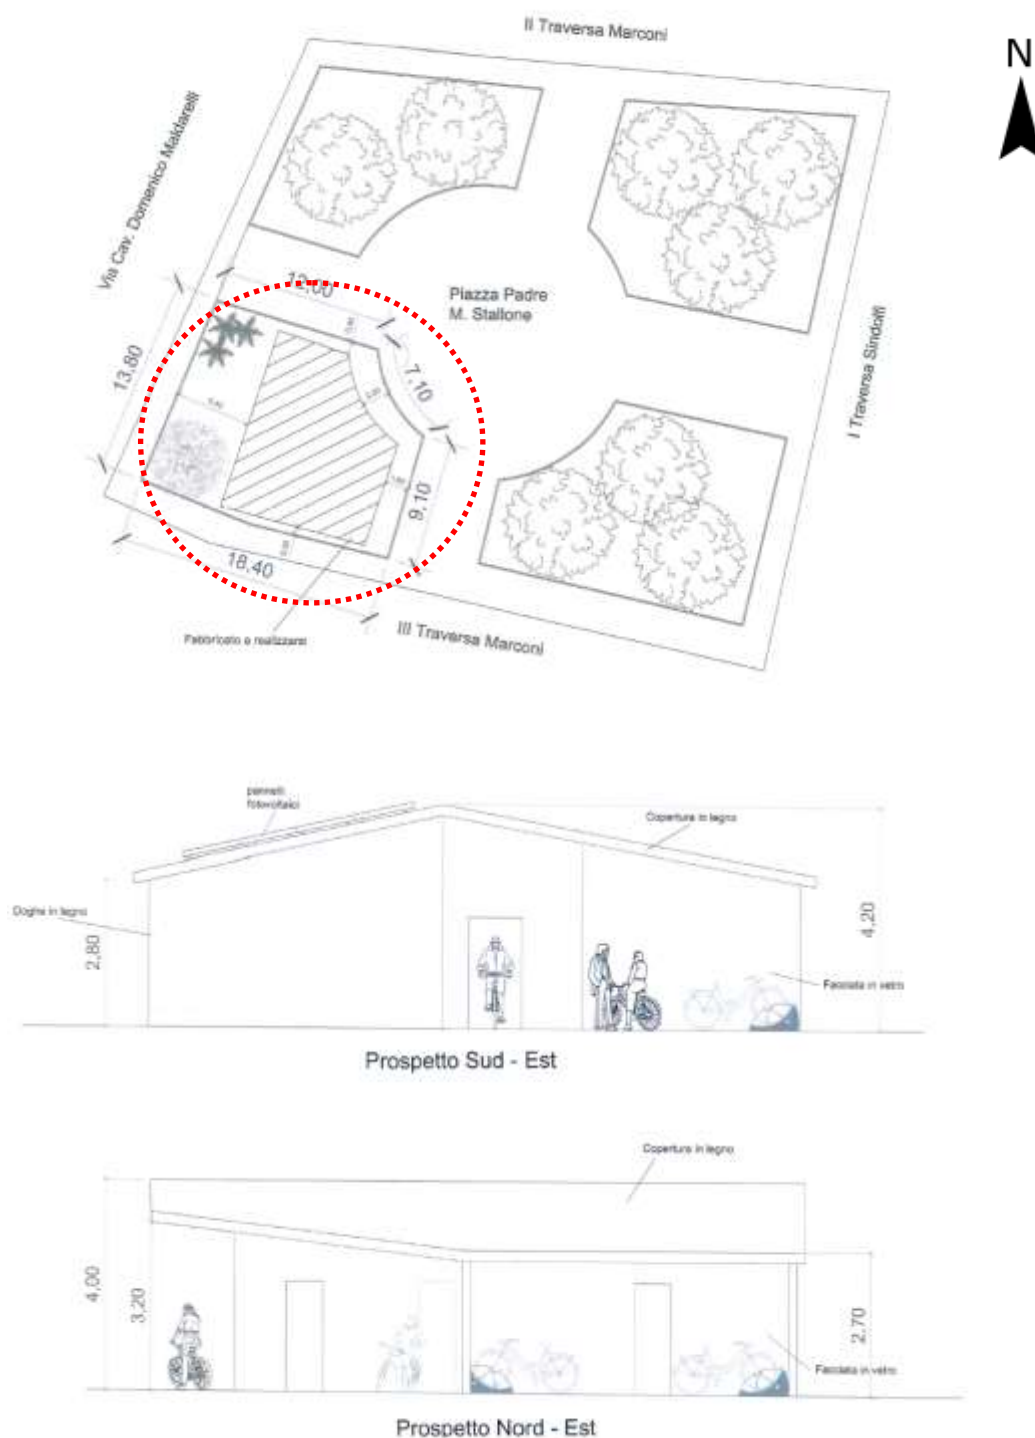 II Traversa Marconi
N
Via Cav. Domenico Maldarelli
12,00
Piazza Padre
M. Stallone
13,80
7,10
I Traversa Sindolfi
9,10
18,40
Fabbricato a realizzarsi
III Traversa Marconi
pannelli
fotovoltaici
Copertura in legno
Doghe in legno
2,80
4,20
Facciata in vetro
Prospetto Sud - Est
Copertura in legno
4,00
3,20
2,70
Facciata in vetro
Prospetto Nord - Est